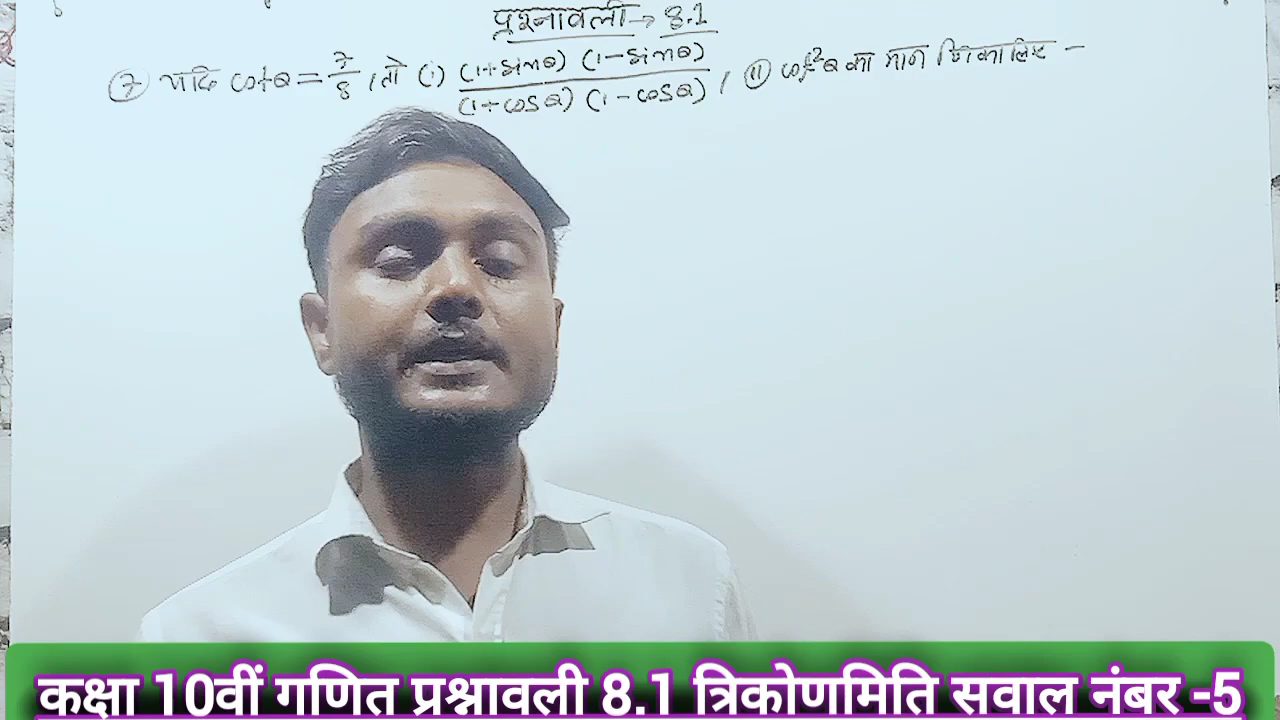 प्रश्नावली → 8.1
⑦ यदि cotθ = 7/8, तो (i) (1+sinθ) (1-sinθ) / (1+cosθ) (1-cosθ), (ii) cot²θ का मान निकालिए -
कक्षा 10वीं गणित प्रश्नावली 8.1 त्रिकोणमिति सवाल नंबर -5